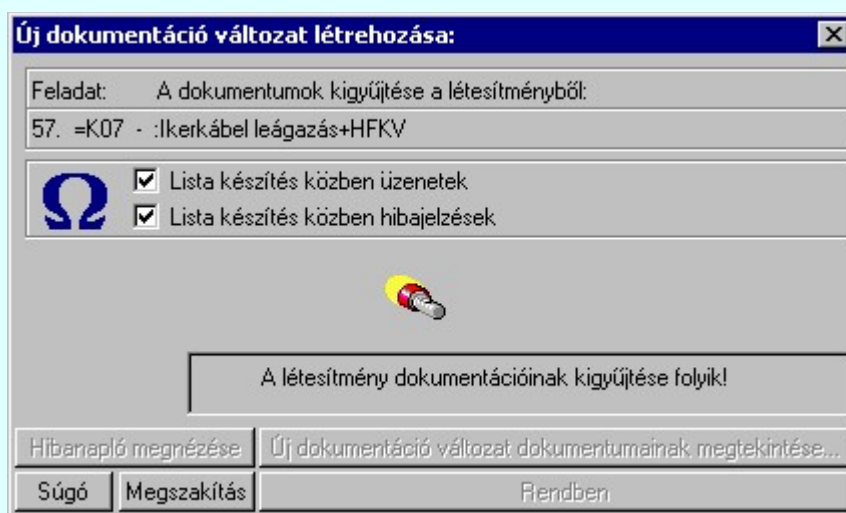 Új dokumentáció változat létrehozása:
Feladat: A dokumentumok kigyűjtése a létesítményből:
57. =K07 - :Ikerkábel leágazás+HFKV
Ω
Lista készítés közben üzenetek
Lista készítés közben hibajelzések
A létesítmény dokumentációinak kigyűjtése folyik!
Hibanapló megnézése Új dokumentáció változat dokumentumainak megtekintése...
Súgó Megszakítás Rendben